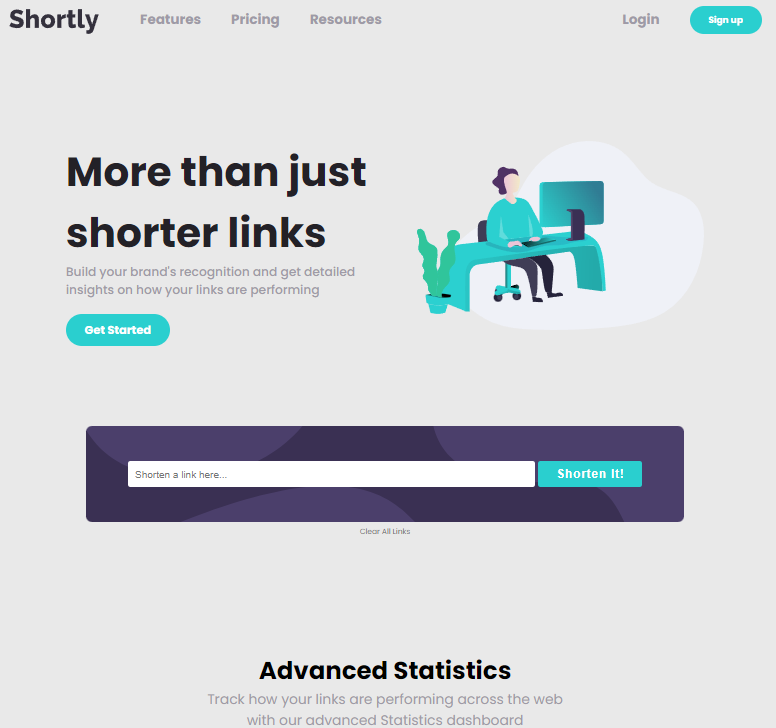 Shortly Features Pricing Resources Login Sign up
More than just
shorter links
Build your brand's recognition and get detailed
insights on how your links are performing
Get Started
Shorten a link here... Shorten it!
Clear All Links
Advanced Statistics
Track how your links are performing across the web
with our advanced Statistics dashboard